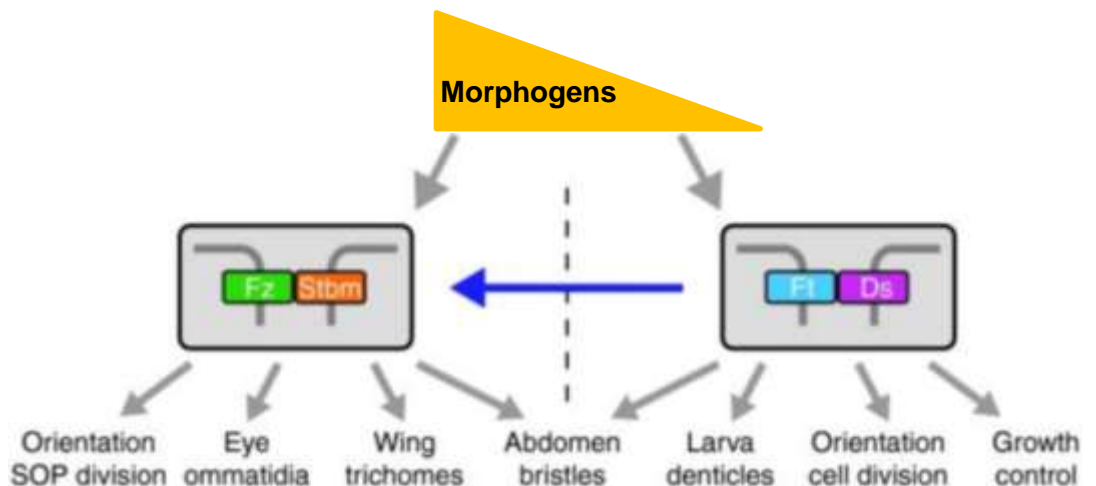 Morphogens
Fz Stbm Ft Ds
Orientation Eye Wing Abdomen Larva Orientation Growth
SOP division ommatidia trichomes bristles denticles cell division control